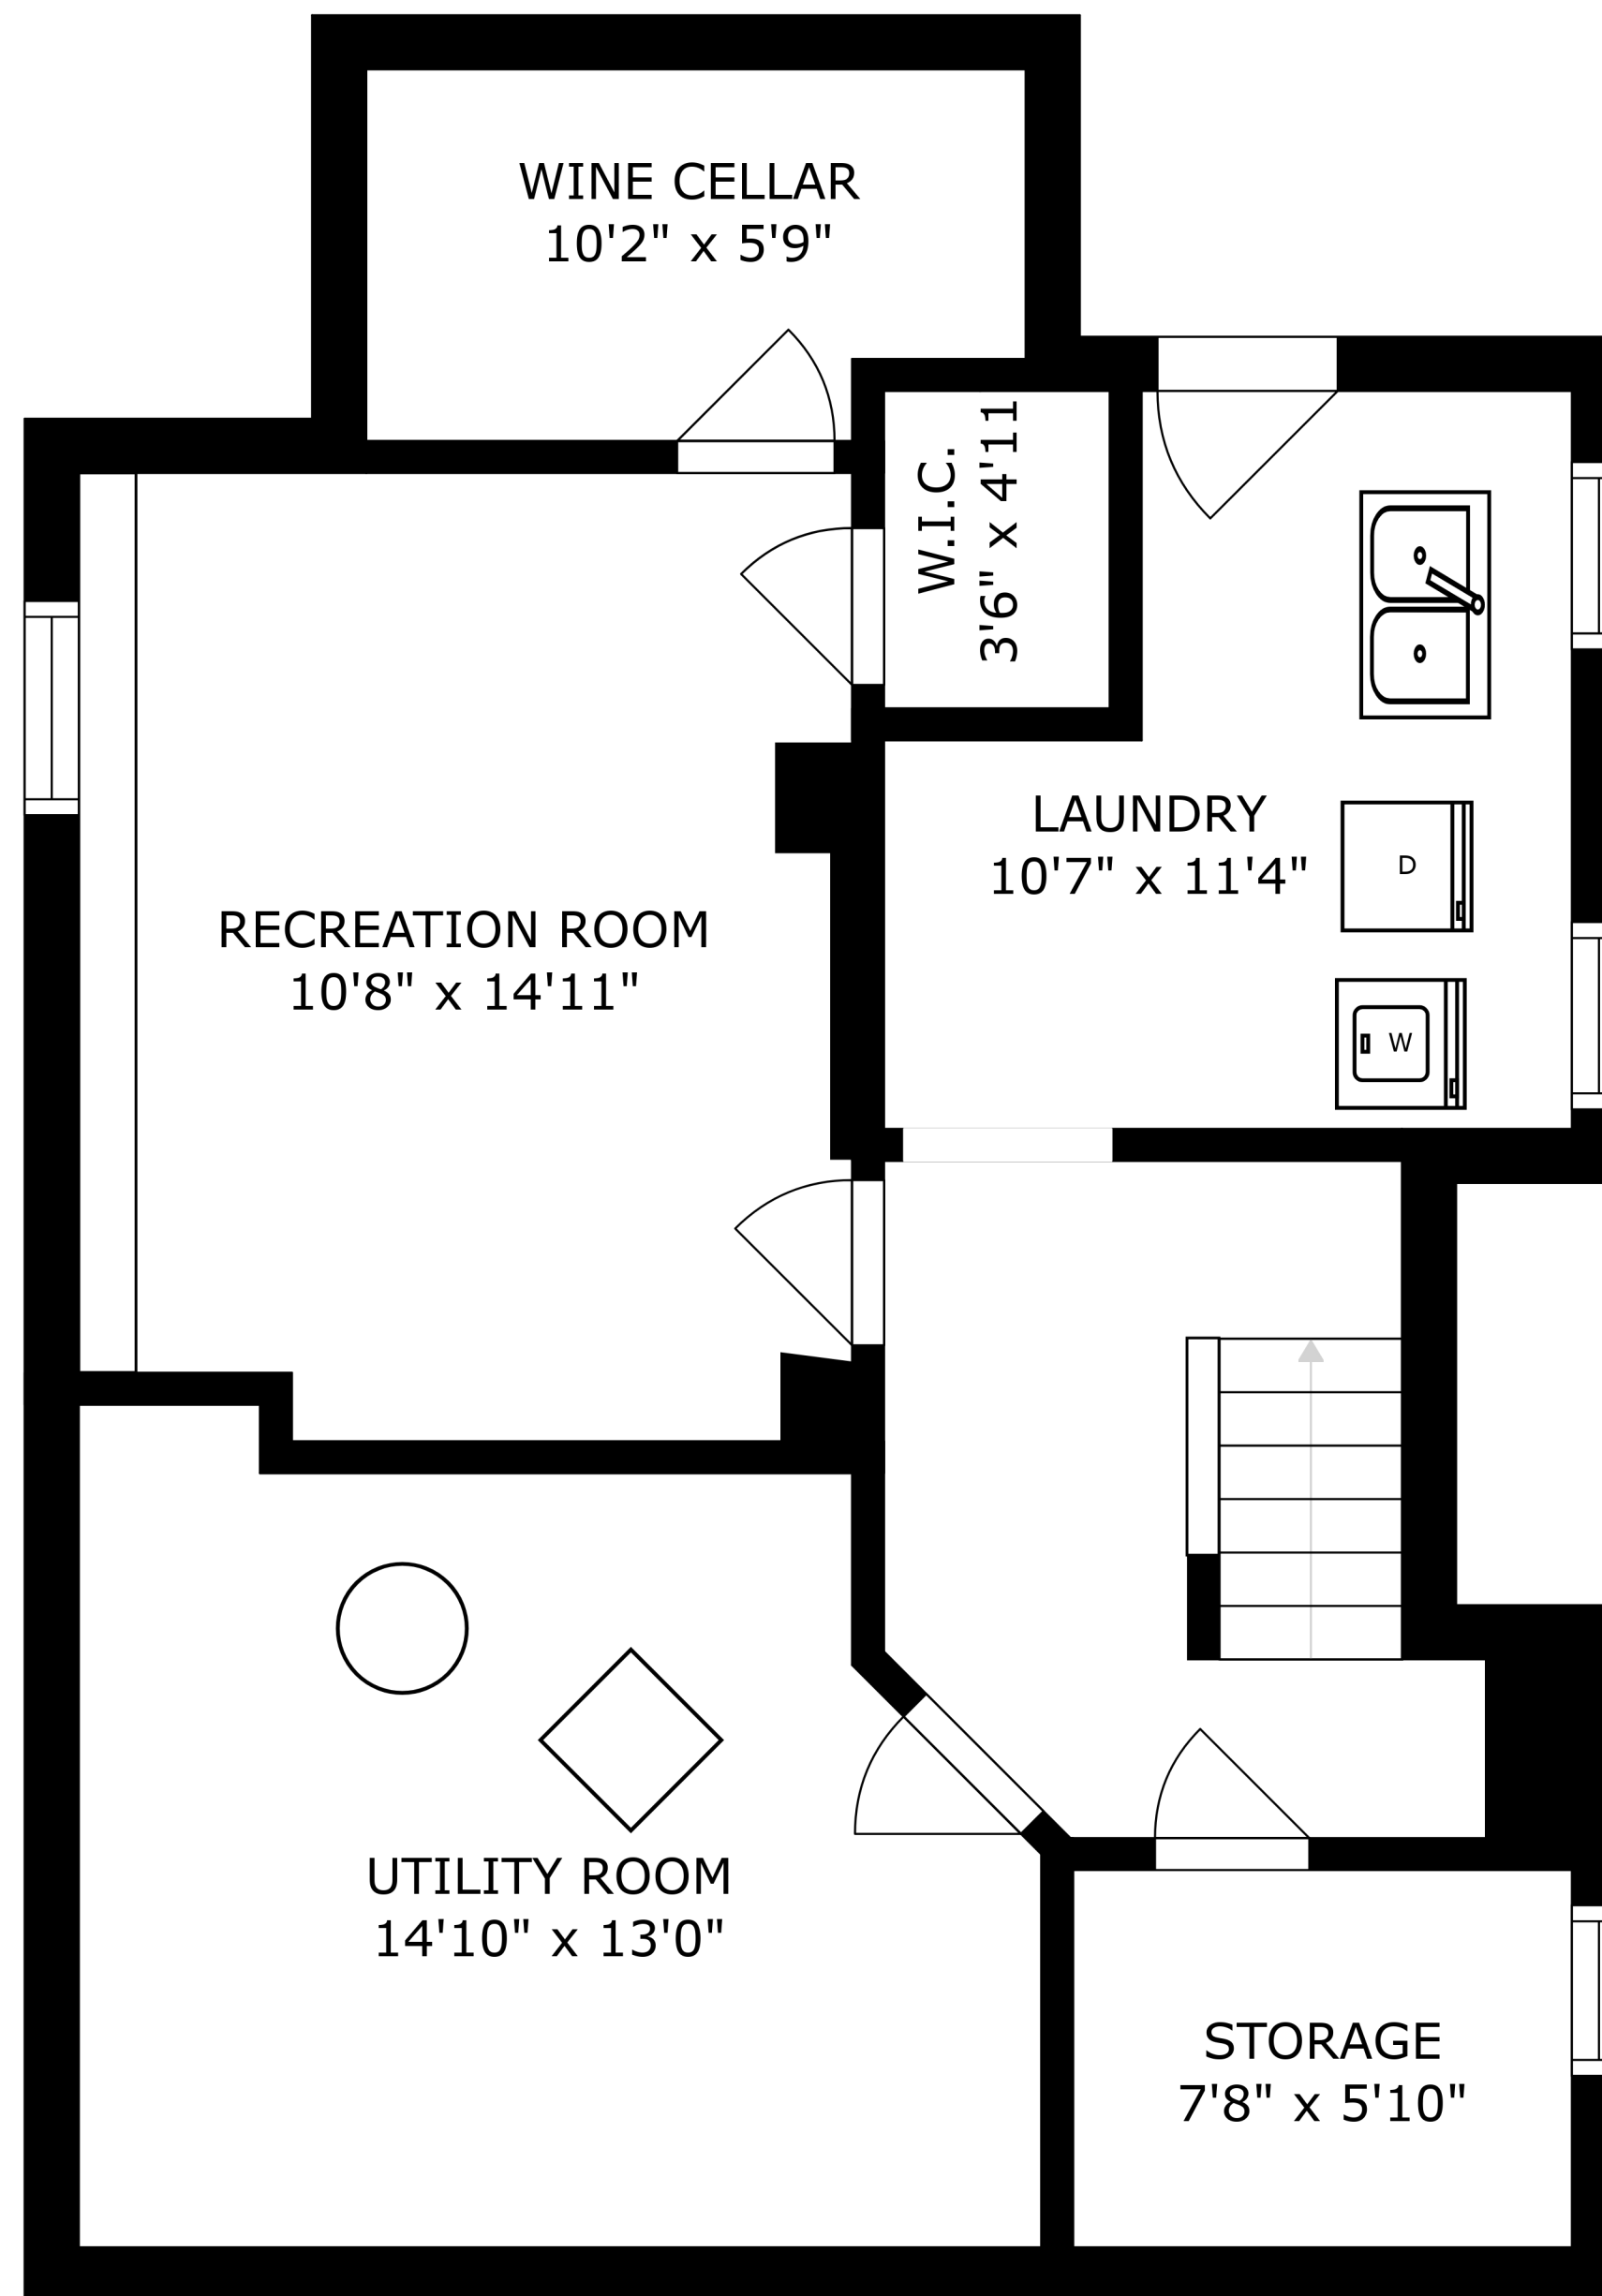 WINE CELLAR
10'2" x 5'9"
W.I.C.
3'6" x 4'11
LAUNDRY
10'7" x 11'4"
D
RECREATION ROOM
10'8" x 14'11"
W
UTILITY ROOM
14'10" x 13'0"
STORAGE
7'8" x 5'10"